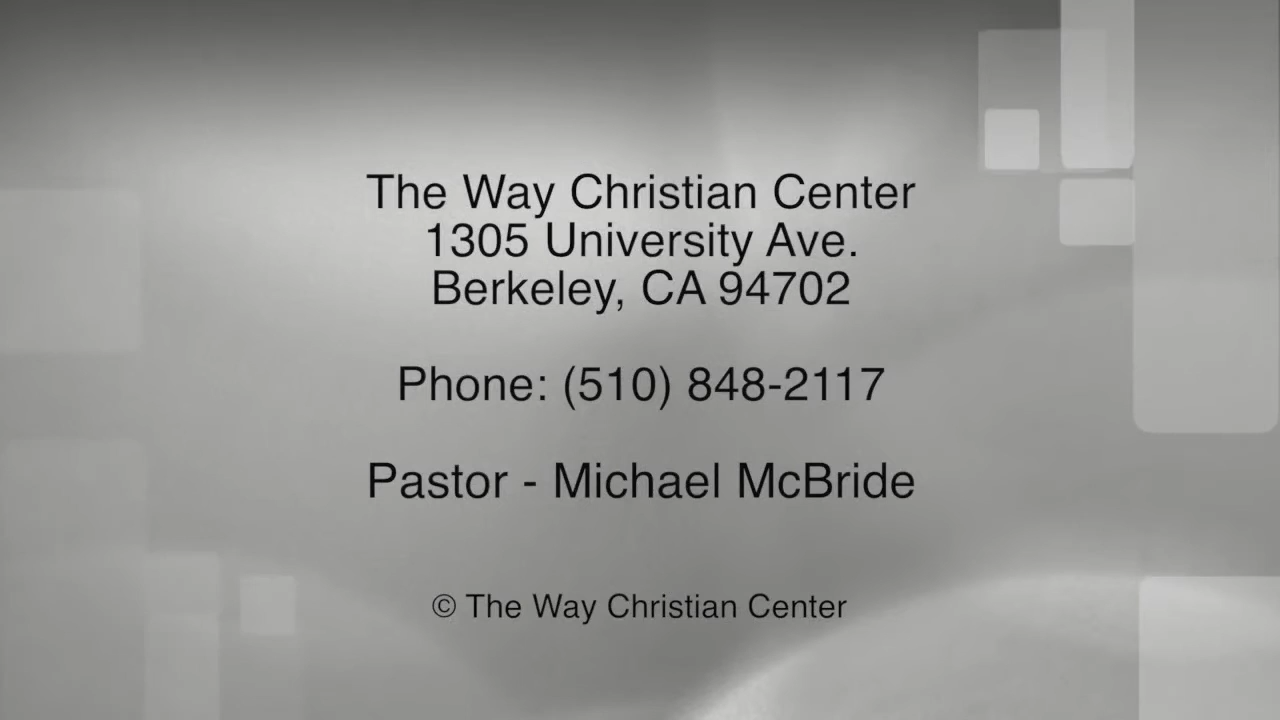 The Way Christian Center
1305 University Ave.
Berkeley, CA 94702
Phone: (510) 848-2117
Pastor - Michael McBride
© The Way Christian Center